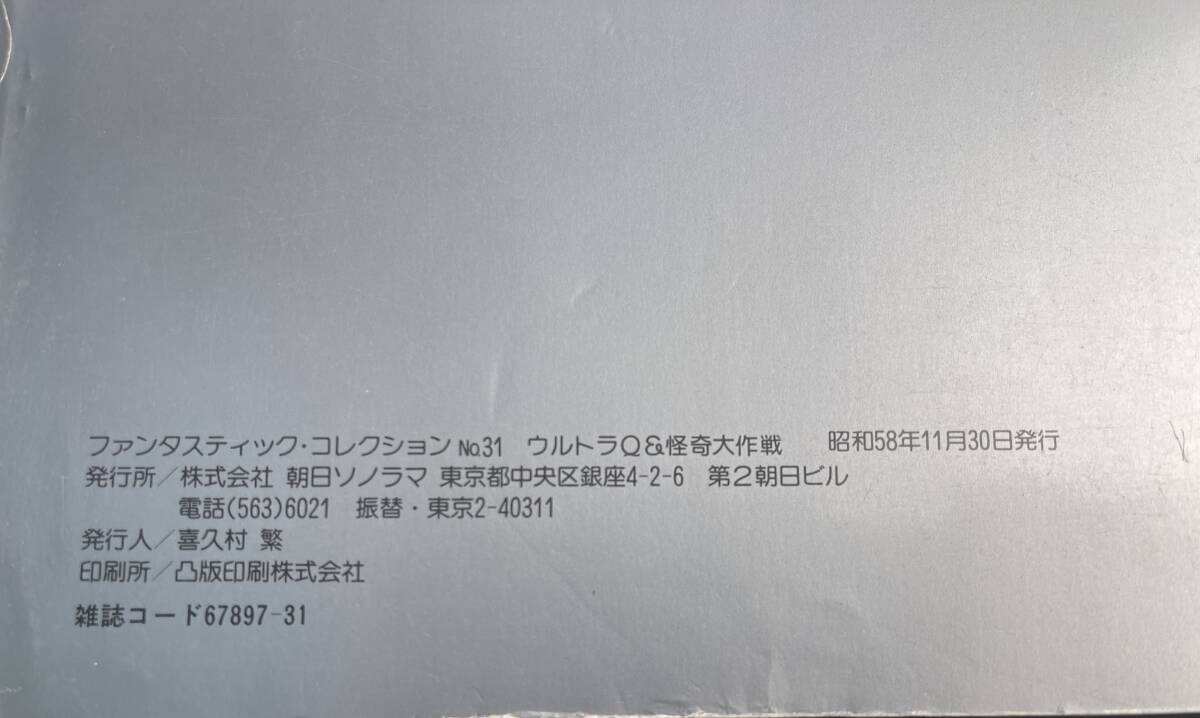 ファンタスティック・コレクション№31　ウルトラQ&怪奇大作戦　昭和58年11月30日発行
発行所／株式会社 朝日ソノラマ 東京都中央区銀座4-2-6　第2朝日ビル
電話(563)6021　振替・東京2-40311
発行人／喜久村 繁
印刷所／凸版印刷株式会社
雑誌コード67897-31